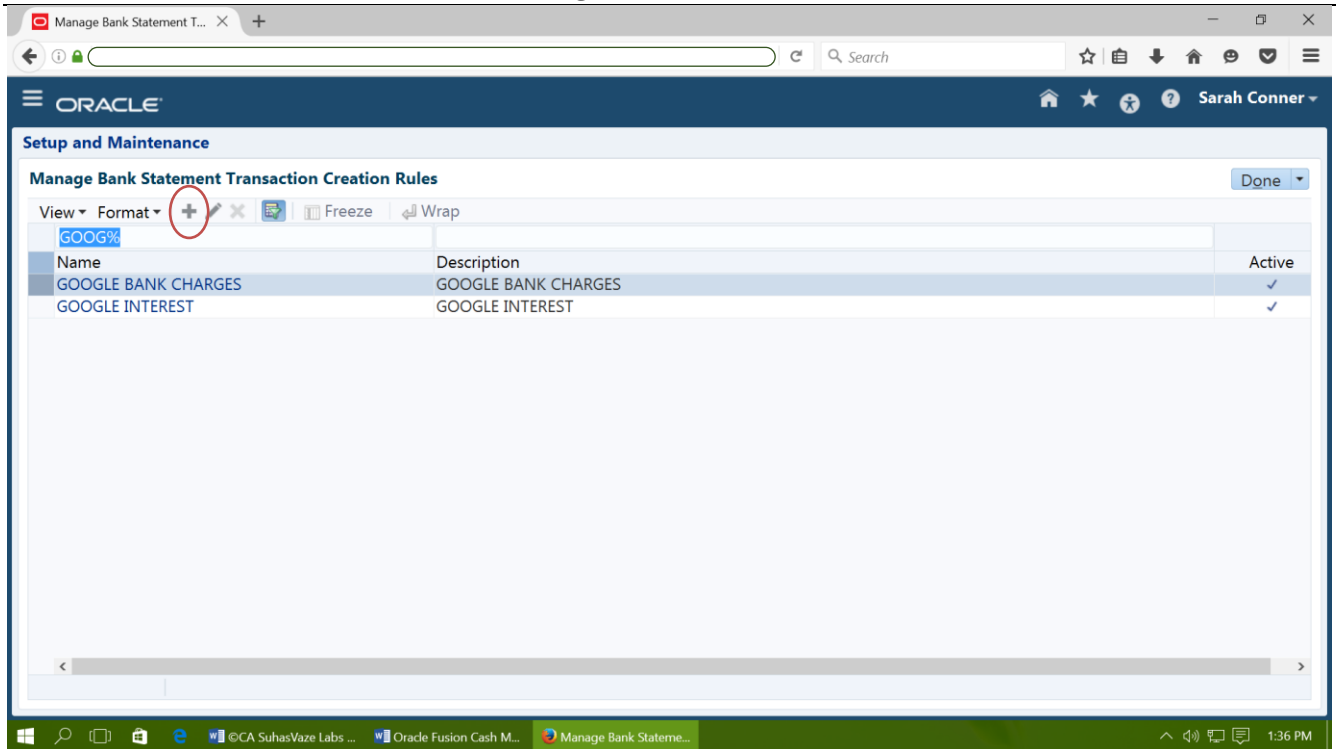 Manage Bank Statement T...
Search
ORACLE
Sarah Conner
Setup and Maintenance
Manage Bank Statement Transaction Creation Rules
Done
View Format Freeze Wrap
GOOG%
Name Description Active
GOOGLE BANK CHARGES GOOGLE BANK CHARGES
GOOGLE INTEREST GOOGLE INTEREST
©CA SuhasVaze Labs ... Oracle Fusion Cash M... Manage Bank Stateme... 1:36 PM